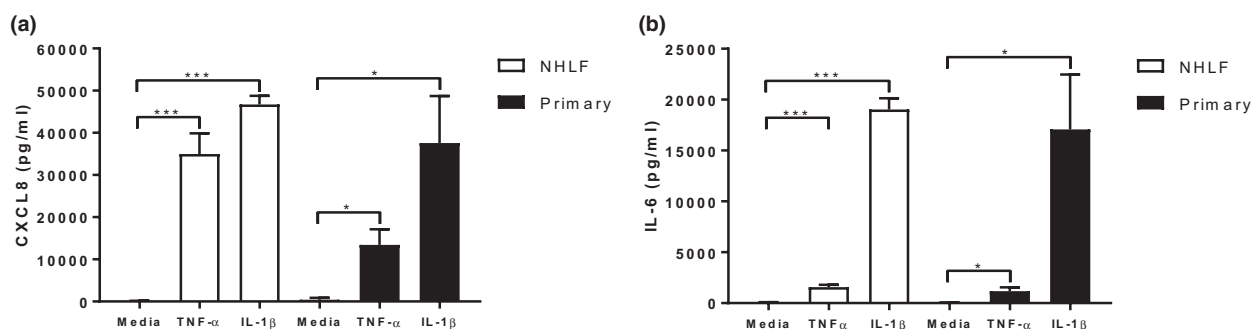 (a)
60000
50000
40000
30000
20000
10000
0
CXCL8 (pg/ml)
***
***
*
*
Media TNF-α IL-1β Media TNF-α IL-1β
NHLF
Primary
(b)
25000
20000
15000
10000
5000
0
IL-6 (pg/ml)
***
***
*
*
Media TNFα IL-1β Media TNF-α IL-1β
NHLF
Primary